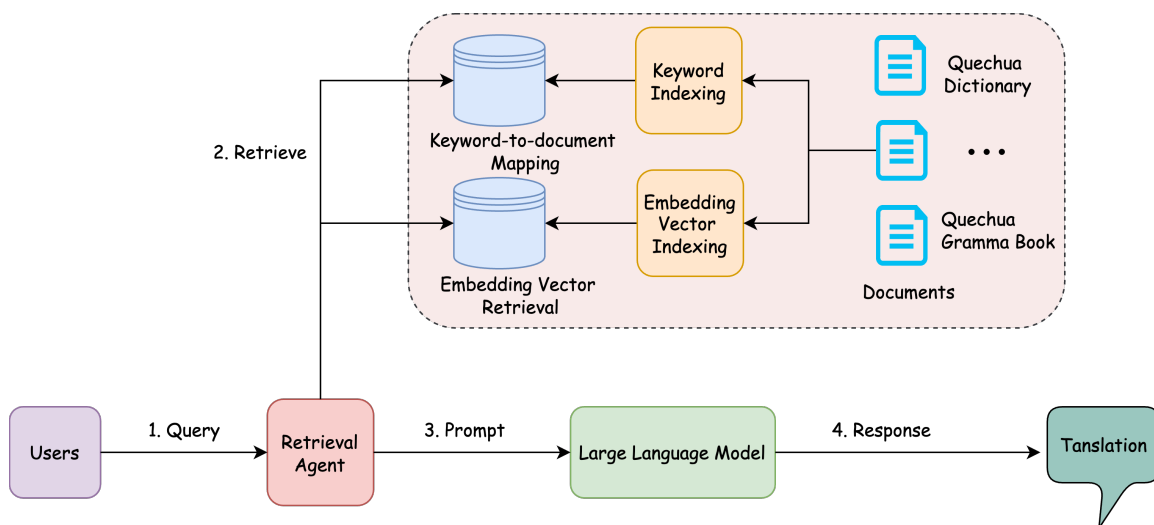 Quechua
Dictionary
Keyword
Indexing
Keyword-to-document
Mapping
2. Retrieve
• • •
Embedding
Vector
Indexing
Quechua
Gramma Book
Embedding Vector
Retrieval
Documents
Users
1. Query
Retrieval
Agent
3. Prompt
Large Language Model
4. Response
Tanslation